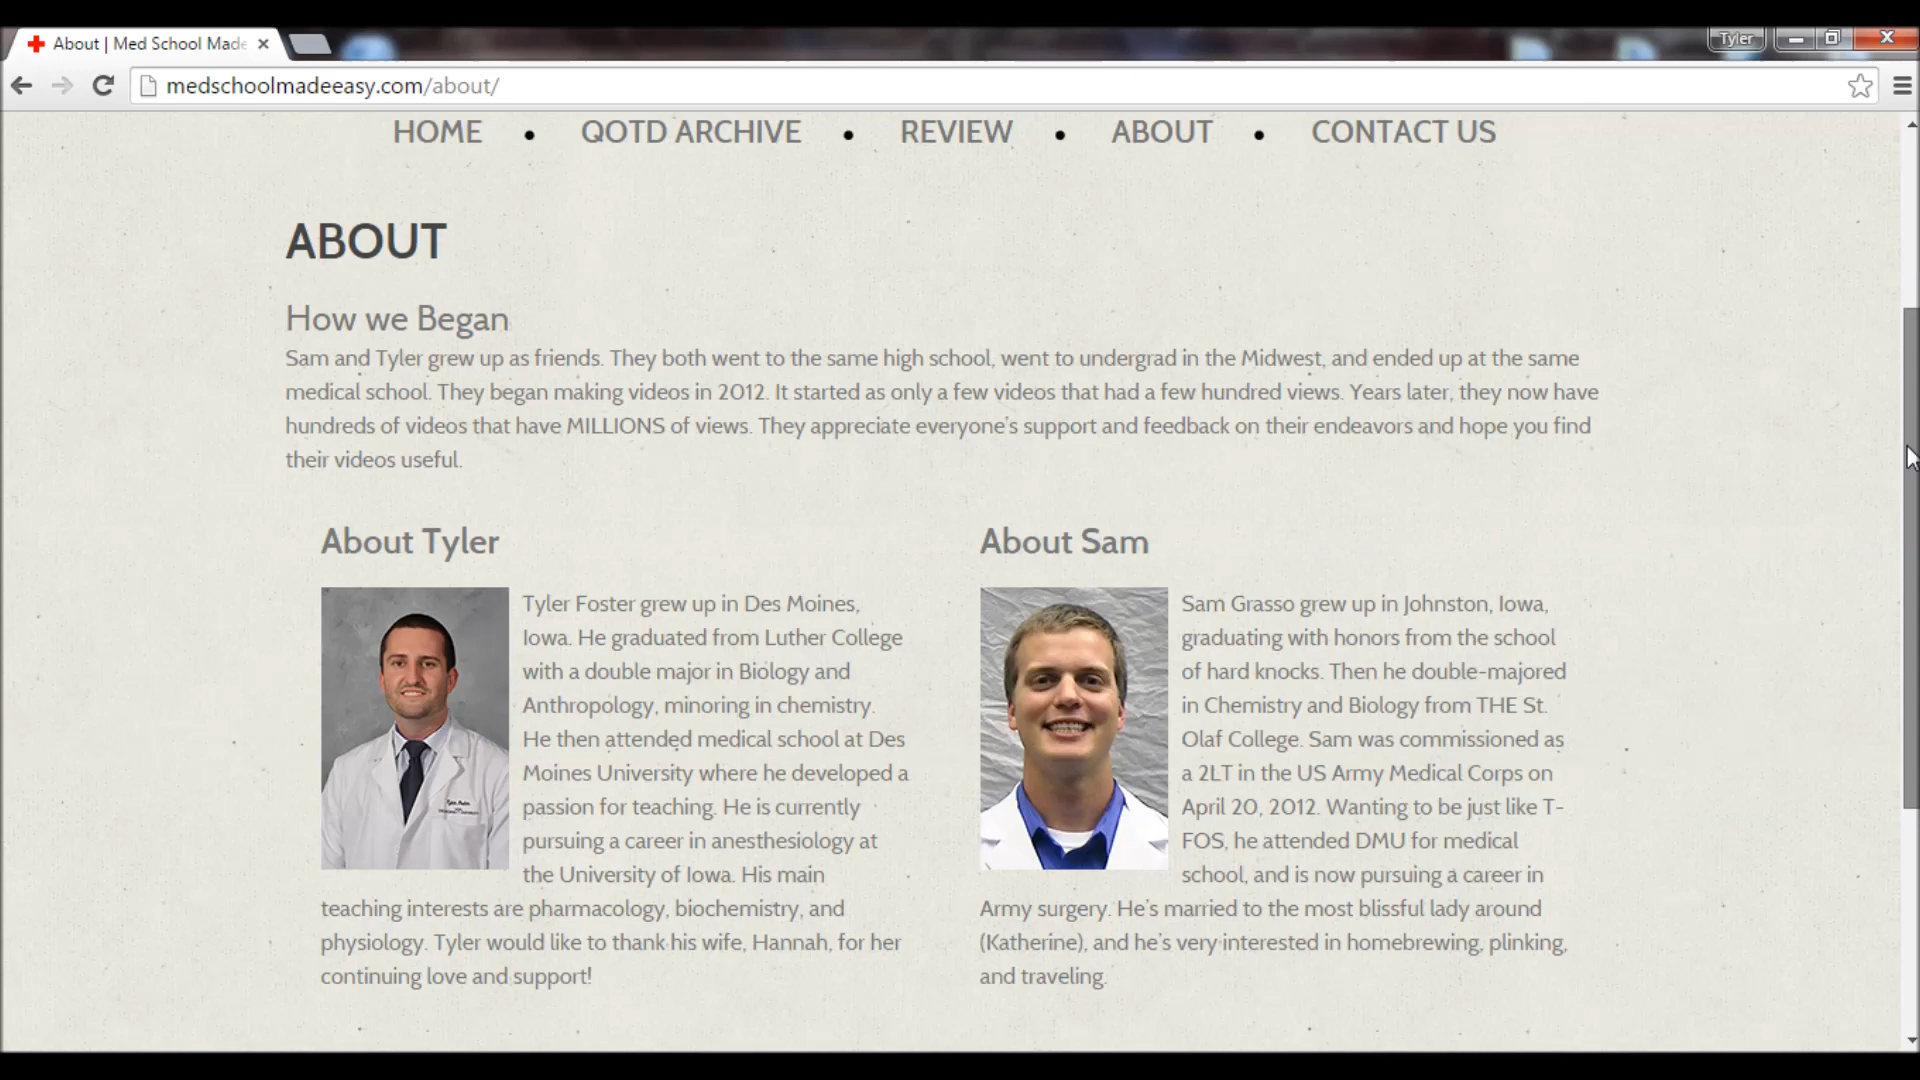 About | Med School Made
Tyler
medschoolmadeeasy.com/about/
HOME • QOTD ARCHIVE • REVIEW • ABOUT • CONTACT US
ABOUT
How we Began
Sam and Tyler grew up as friends. They both went to the same high school, went to undergrad in the Midwest, and ended up at the same
medical school. They began making videos in 2012. It started as only a few videos that had a few hundred views. Years later, they now have
hundreds of videos that have MILLIONS of views. They appreciate everyone's support and feedback on their endeavors and hope you find
their videos useful.
About Tyler
Tyler Foster grew up in Des Moines,
Iowa. He graduated from Luther College
with a double major in Biology and
Anthropology, minoring in chemistry.
He then attended medical school at Des
Moines University where he developed a
passion for teaching. He is currently
pursuing a career in anesthesiology at
the University of Iowa. His main
teaching interests are pharmacology, biochemistry, and
physiology. Tyler would like to thank his wife, Hannah, for her
continuing love and support!
About Sam
Sam Grasso grew up in Johnston, Iowa,
graduating with honors from the school
of hard knocks. Then he double-majored
in Chemistry and Biology from THE St.
Olaf College. Sam was commissioned as
a 2LT in the US Army Medical Corps on
April 20, 2012. Wanting to be just like T-
FOS, he attended DMU for medical
school, and is now pursuing a career in
Army surgery. He's married to the most blissful lady around
(Katherine), and he's very interested in homebrewing, plinking,
and traveling.